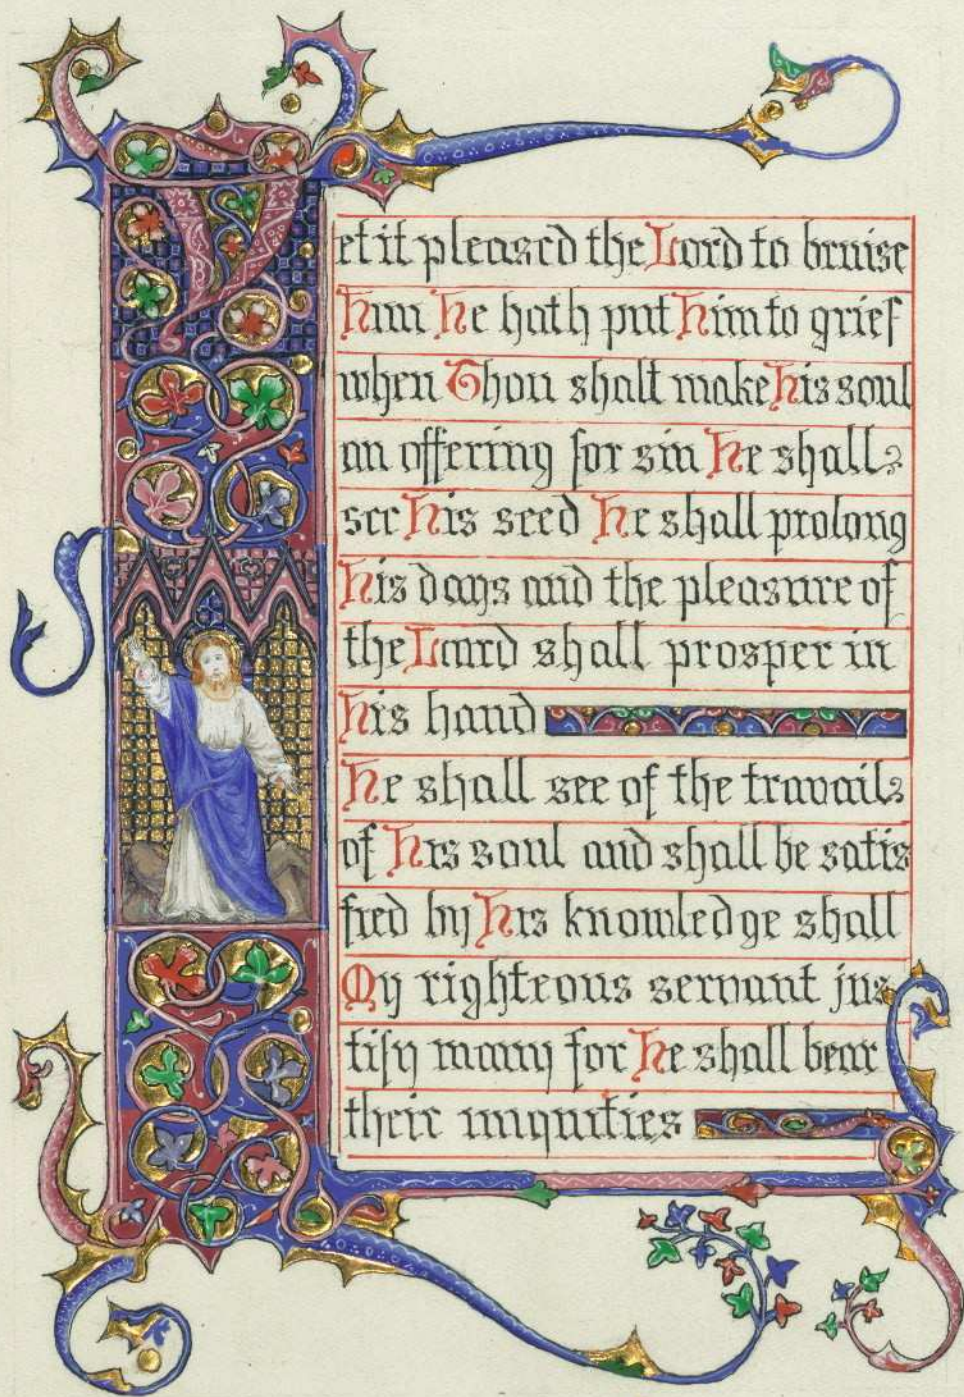 Yet it pleased the Lord to bruise
Him He hath put Him to grief
when Thou shalt make His soul
an offering for sin He shall
see His seed He shall prolong
His days and the pleasure of
the Lord shall prosper in
His hand
He shall see of the travail
of His soul and shall be satis
fied by His knowledge shall
My righteous servant jus
tify many for He shall bear
their iniquities